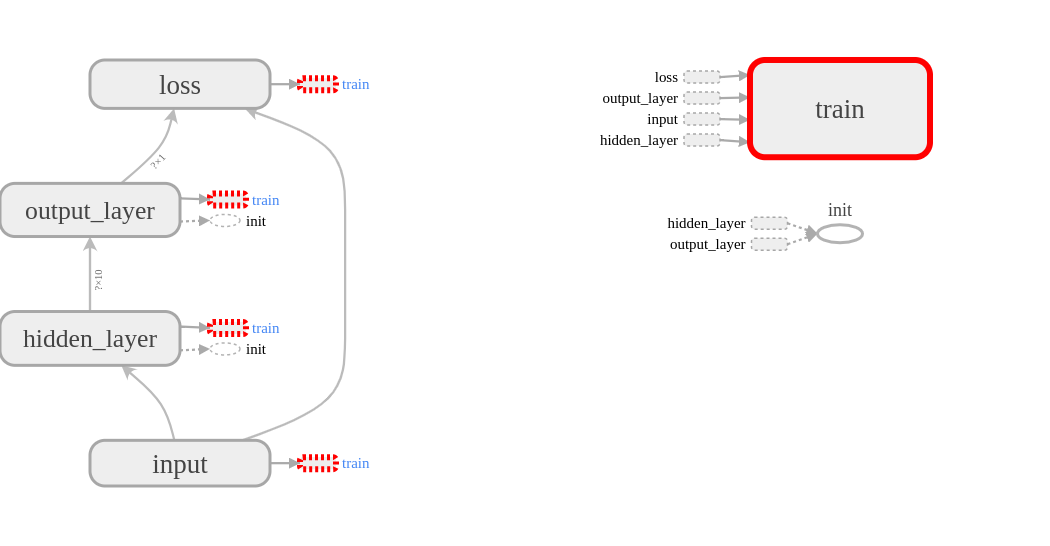 loss
train
?×1
output_layer
train
init
?×10
hidden_layer
train
init
input
train
loss
output_layer
input
hidden_layer
train
init
hidden_layer
output_layer